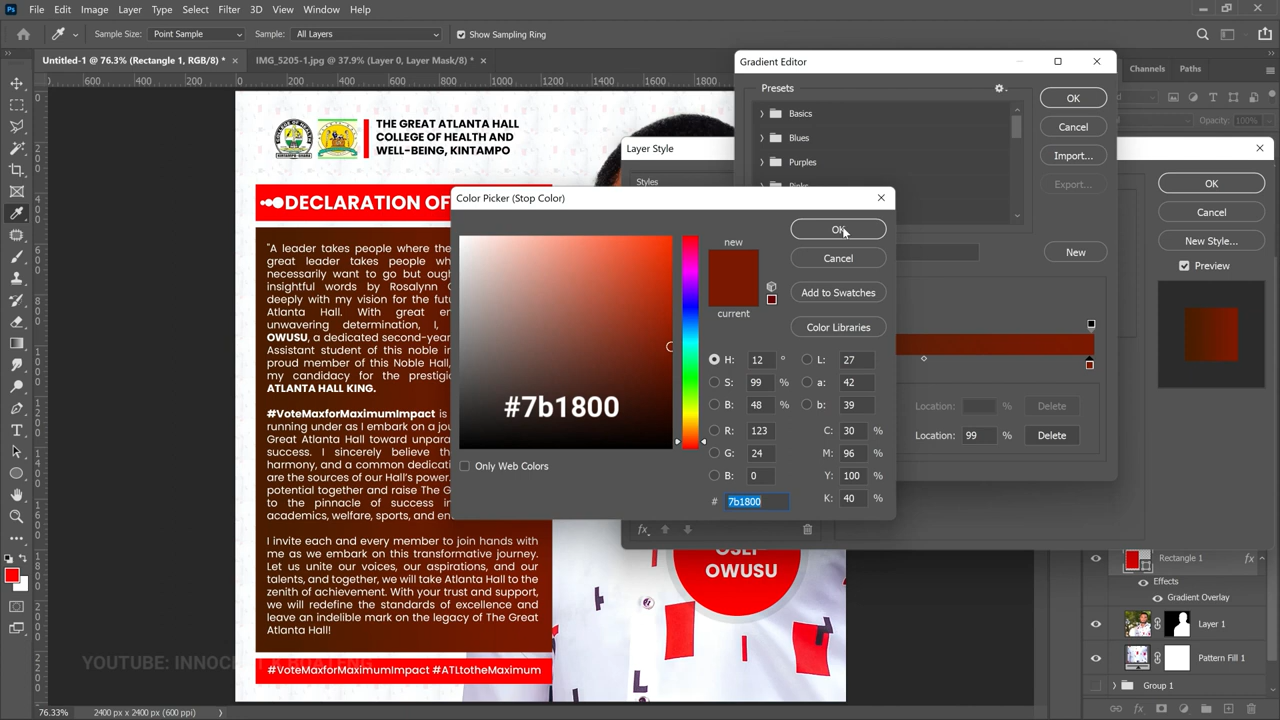 Ps File Edit Image Layer Type Select Filter 3D View Window Help
Sample Size: Point Sample Sample: All Layers Show Sampling Ring
Untitled-1 @ 76.3% (Rectangle 1, RGB/8) * × IMG_5205-1.jpg @ 37.9% (Layer 0, Layer Mask/8) * ×
Gradient Editor
Channels Paths
Presets
Basics
Blues
Purples
OK
Cancel
Import...
Export...
New
Opacity: 100%
Layer Style
Styles
OK
Cancel
New Style...
Preview
THE GREAT ATLANTA HALL
COLLEGE OF HEALTH AND
WELL-BEING, KINTAMPO
DECLARATION OF
"A leader takes people where the
great leader takes people wh
necessarily want to go but ough
insightful words by Rosalynn
deeply with my vision for the futu
Atlanta Hall. With great en
unwavering determination, I,
OWUSU, a dedicated second-year
Assistant student of this noble in
proud member of this Noble Hall,
my candidacy for the prestigi
ATLANTA HALL KING.
#VoteMaxforMaximumImpact is
running under as I embark on a jou
Great Atlanta Hall toward unpara
success. I sincerely believe th
harmony, and a common dedicati
are the sources of our Hall's power.
potential together and raise The G
to the pinnacle of success in
academics, welfare, sports, and en
I invite each and every member to join hands with
me as we embark on this transformative journey.
Let us unite our voices, our aspirations, and our
talents, and together, we will take Atlanta Hall to the
zenith of achievement. With your trust and support,
we will redefine the standards of excellence and
leave an indelible mark on the legacy of The Great
Atlanta Hall!
#VoteMaxforMaximumImpact #ATLtotheMaximum
Color Picker (Stop Color)
new
current
OK
Cancel
Add to Swatches
Color Libraries
H: 12 °
S: 99 %
B: 48 %
R: 123
G: 24
B: 0
# 7b1800
L: 27
a: 42
b: 39
C: 30 %
M: 96 %
Y: 100 %
K: 40 %
#7b1800
Only Web Colors
Location: % Delete
Location: 99 % Delete
fx
OSEI-
OWUSU
Rectangle 1 fx
Effects
Gradient Overlay
Layer 1
Pattern Fill 1
Group 1
76.33% 2400 px x 2400 px (600 ppi)